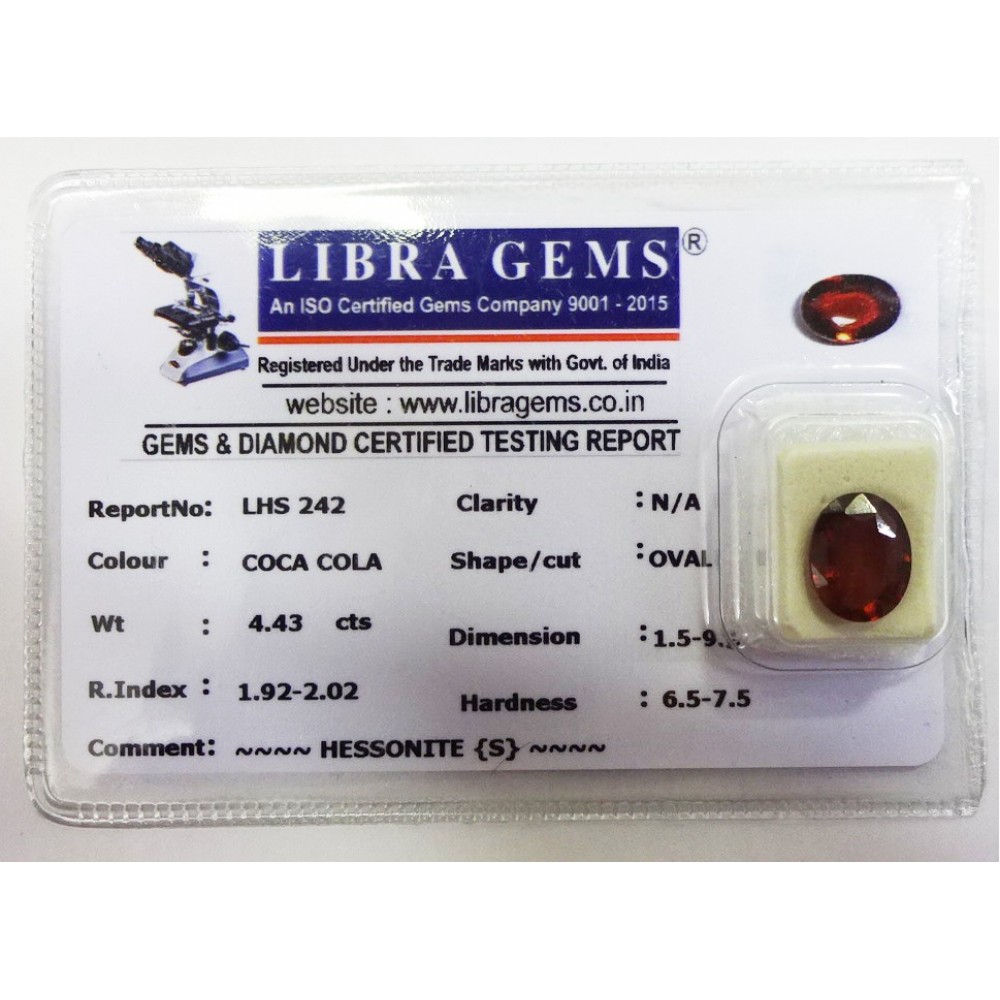 LIBRA GEMS ®
An ISO Certified Gems Company 9001 - 2015
Registered Under the Trade Marks with Govt. of India
website : www.libragems.co.in
GEMS & DIAMOND CERTIFIED TESTING REPORT
ReportNo: LHS 242 Clarity : N/A
Colour : COCA COLA Shape/cut : OVAL
Wt : 4.43 cts Dimension :
R.Index : 1.92-2.02 Hardness : 6.5-7.5
Comment: ~~~~ HESSONITE {S} ~~~~